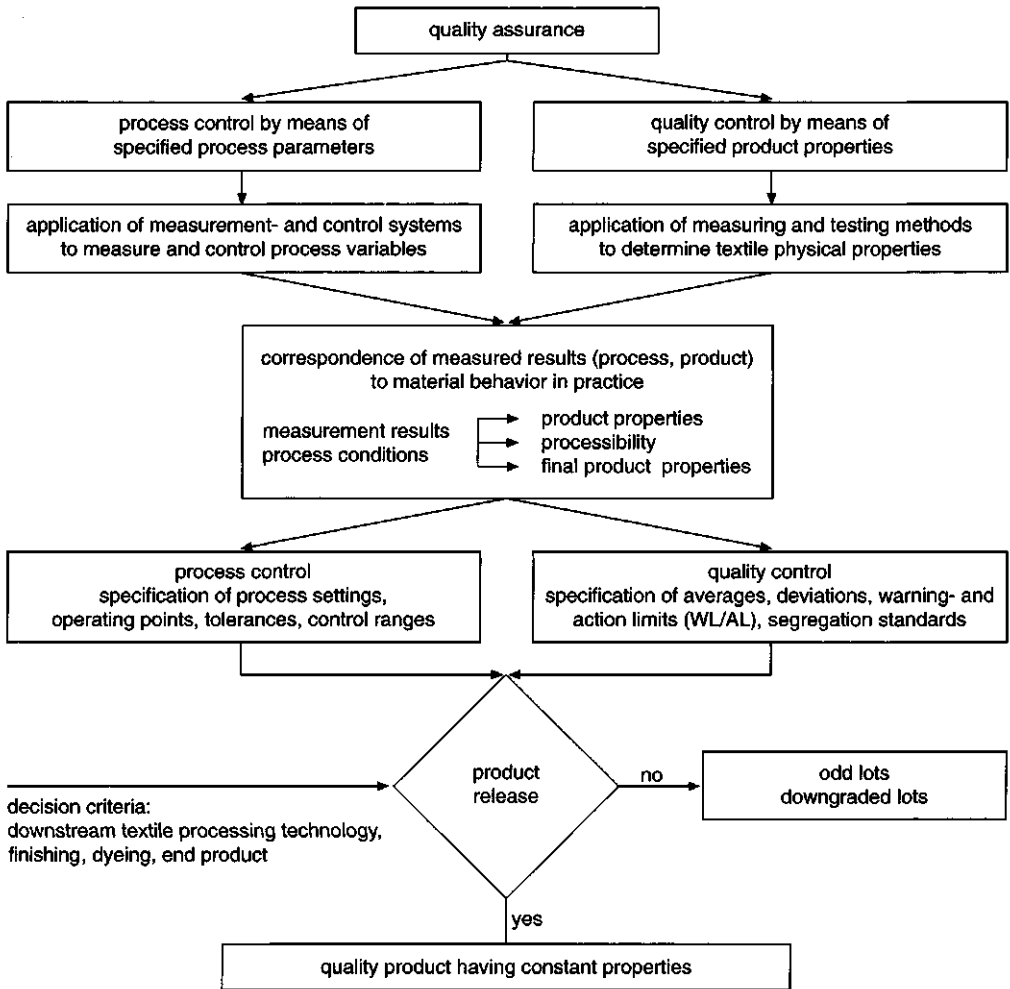 quality assurance
process control by means of
specified process parameters
quality control by means of
specified product properties
application of measurement- and control systems
to measure and control process variables
application of measuring and testing methods
to determine textile physical properties
correspondence of measured results (process, product)
to material behavior in practice
measurement results
process conditions
product properties
processibility
final product properties
process control
specification of process settings,
operating points, tolerances, control ranges
quality control
specification of averages, deviations, warning- and
action limits (WL/AL), segregation standards
product
release
no
odd lots
downgraded lots
decision criteria:
downstream textile processing technology,
finishing, dyeing, end product
yes
quality product having constant properties